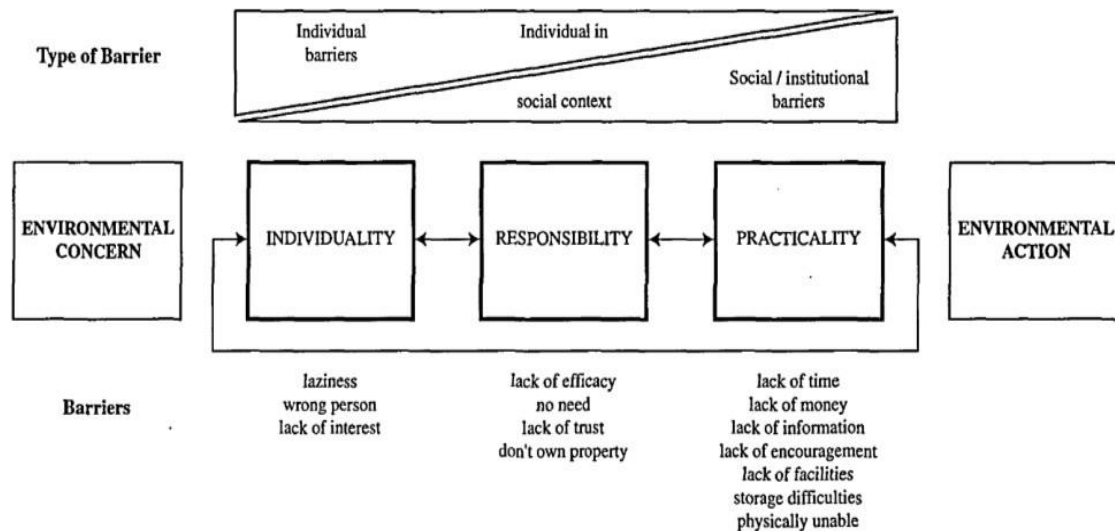 Type of Barrier
Individual
barriers
Individual in
social context
Social / institutional
barriers
ENVIRONMENTAL
CONCERN
INDIVIDUALITY
RESPONSIBILITY
PRACTICALITY
ENVIRONMENTAL
ACTION
Barriers
laziness
wrong person
lack of interest
lack of efficacy
no need
lack of trust
don't own property
lack of time
lack of money
lack of information
lack of encouragement
lack of facilities
storage difficulties
physically unable